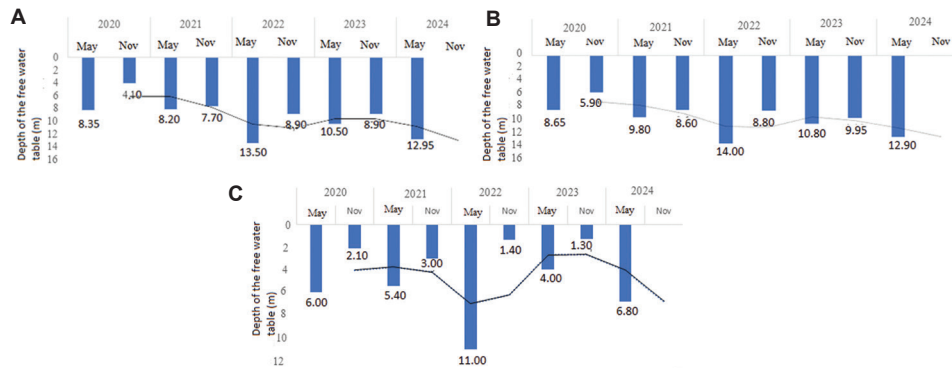 A
2020 2021 2022 2023 2024
May Nov May Nov May Nov May Nov May Nov
Depth of the free water
table (m)
0
2
4
6
8
10
12
14
16
8.35 4.10 8.20 7.70 13.50 8.90 10.50 8.90 12.95
B
2020 2021 2022 2023 2024
May Nov May Nov May Nov May Nov May Nov
Depth of the free water
table (m)
0
2
4
6
8
10
12
14
16
8.65 5.90 9.80 8.60 14.00 8.80 10.80 9.95 12.90
C
2020 2021 2022 2023 2024
May Nov May Nov May Nov May Nov May Nov
Depth of the free water
table (m)
0
2
4
6
8
10
12
6.00 2.10 5.40 3.00 11.00 1.40 4.00 1.30 6.80